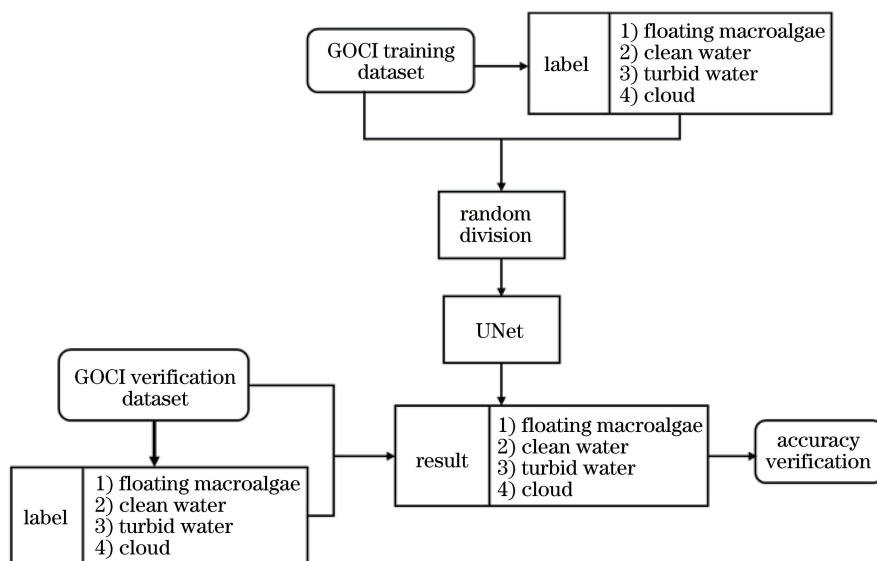 GOCI training
dataset
label
1) floating macroalgae
2) clean water
3) turbid water
4) cloud
random
division
UNet
GOCI verification
dataset
label
1) floating macroalgae
2) clean water
3) turbid water
4) cloud
result
1) floating macroalgae
2) clean water
3) turbid water
4) cloud
accuracy
verification